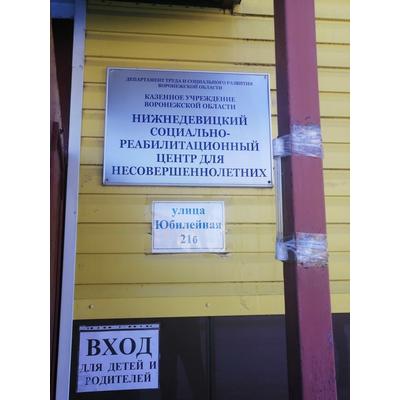 ДЕПАРТАМЕНТ ТРУДА И СОЦИАЛЬНОГО РАЗВИТИЯ
ВОРОНЕЖСКОЙ ОБЛАСТИ
КАЗЕННОЕ УЧРЕЖДЕНИЕ
ВОРОНЕЖСКОЙ ОБЛАСТИ
НИЖНЕДЕВИЦКИЙ
СОЦИАЛЬНО-
РЕАБИЛИТАЦИОННЫЙ
ЦЕНТР ДЛЯ
НЕСОВЕРШЕННОЛЕТНИХ
улица
Юбилейная
21б
ВХОД
ДЛЯ ДЕТЕЙ И
РОДИТЕЛЕЙ